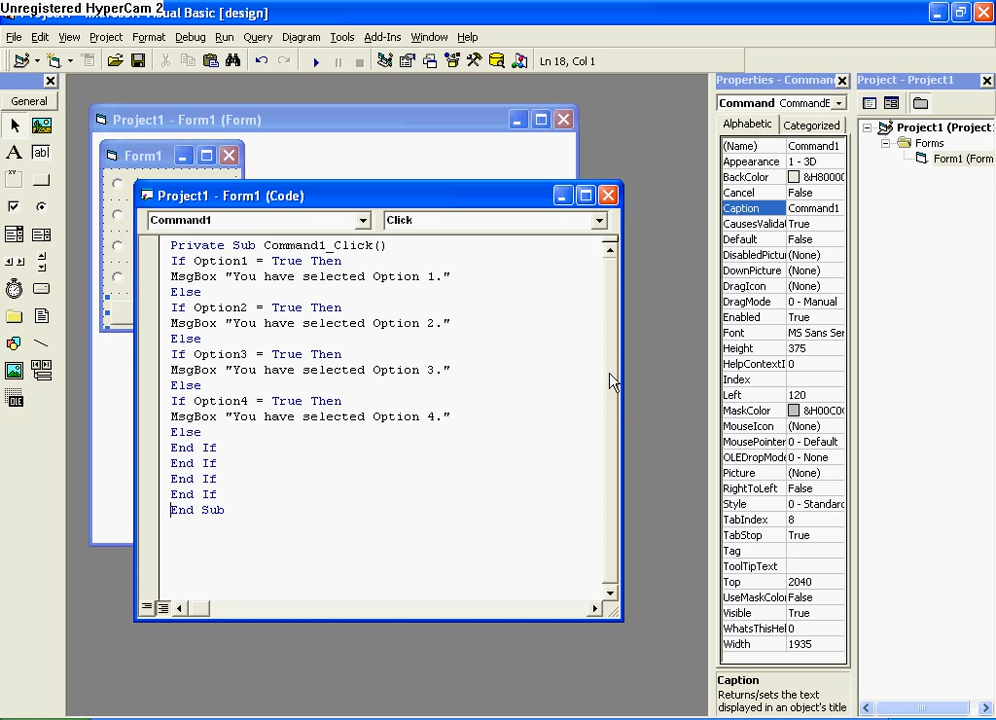 Unregistered HyperCam 2
Visual Basic [design]
File Edit View Project Format Debug Run Query Diagram Tools Add-Ins Window Help
Ln 18, Col 1
General
A
ab
xy
OLE
Project1 - Form1 (Form)
Form1
Project1 - Form1 (Code)
Command1
Click
Private Sub Command1_Click()
If Option1 = True Then
MsgBox "You have selected Option 1."
Else
If Option2 = True Then
MsgBox "You have selected Option 2."
Else
If Option3 = True Then
MsgBox "You have selected Option 3."
Else
If Option4 = True Then
MsgBox "You have selected Option 4."
Else
End If
End If
End If
End If
End Sub
Properties - Comman
Command CommandB
Alphabetic Categorized
(Name) Command1
Appearance 1 - 3D
BackColor &H80000
Cancel False
Caption Command1
CausesValida True
Default False
DisabledPictu (None)
DownPicture (None)
DragIcon (None)
DragMode 0 - Manual
Enabled True
Font MS Sans Ser
Height 375
HelpContextI 0
Index
Left 120
MaskColor &H00C0
MouseIcon (None)
MousePointer 0 - Default
OLEDropMode 0 - None
Picture (None)
RightToLeft False
Style 0 - Standard
TabIndex 8
TabStop True
Tag
ToolTipText
Top 2040
UseMaskColor False
Visible True
WhatsThisHel 0
Width 1935
Caption
Returns/sets the text
displayed in an object's title
Project - Project1
Project1 (Project
Forms
Form1 (Form